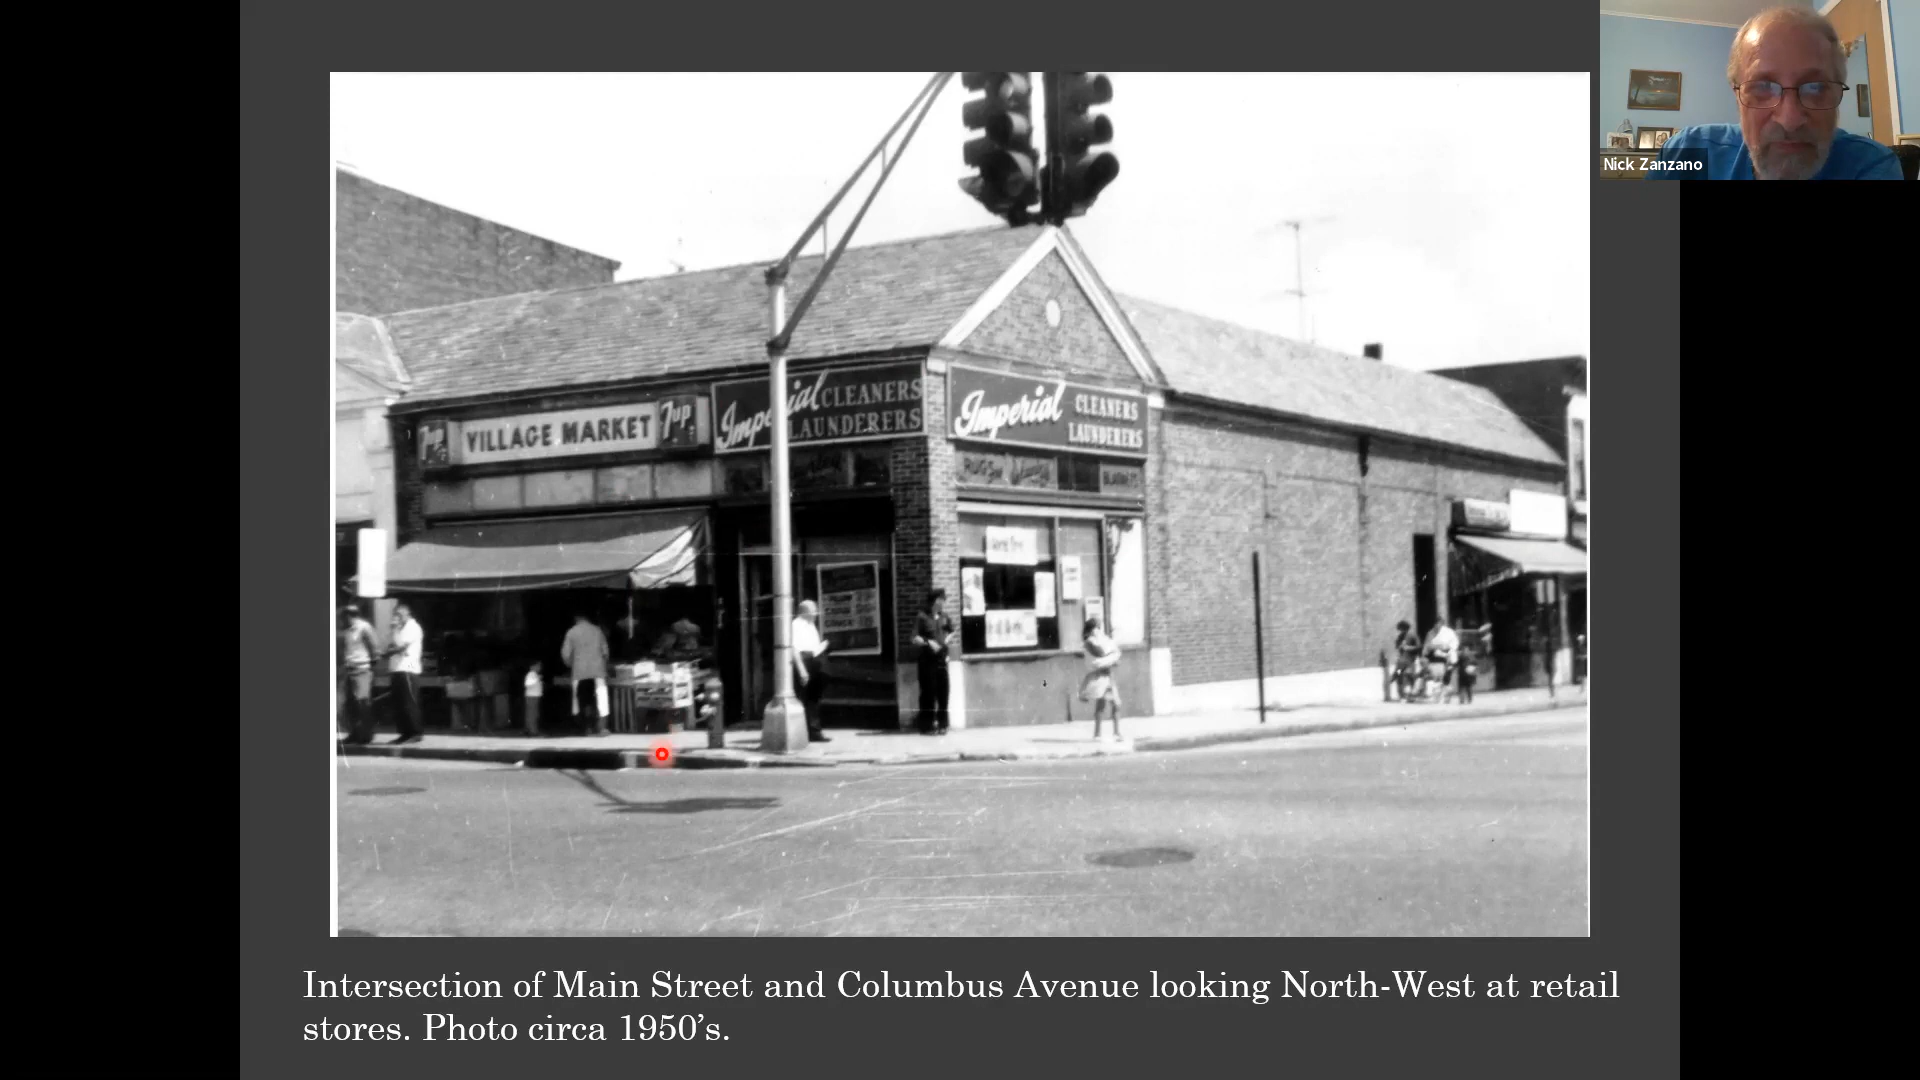 Nick Zanzano
7up
VILLAGE MARKET
7up
Imperial CLEANERS
LAUNDERERS
Imperial CLEANERS
LAUNDERERS
RUGS
Intersection of Main Street and Columbus Avenue looking North-West at retail
stores. Photo circa 1950’s.